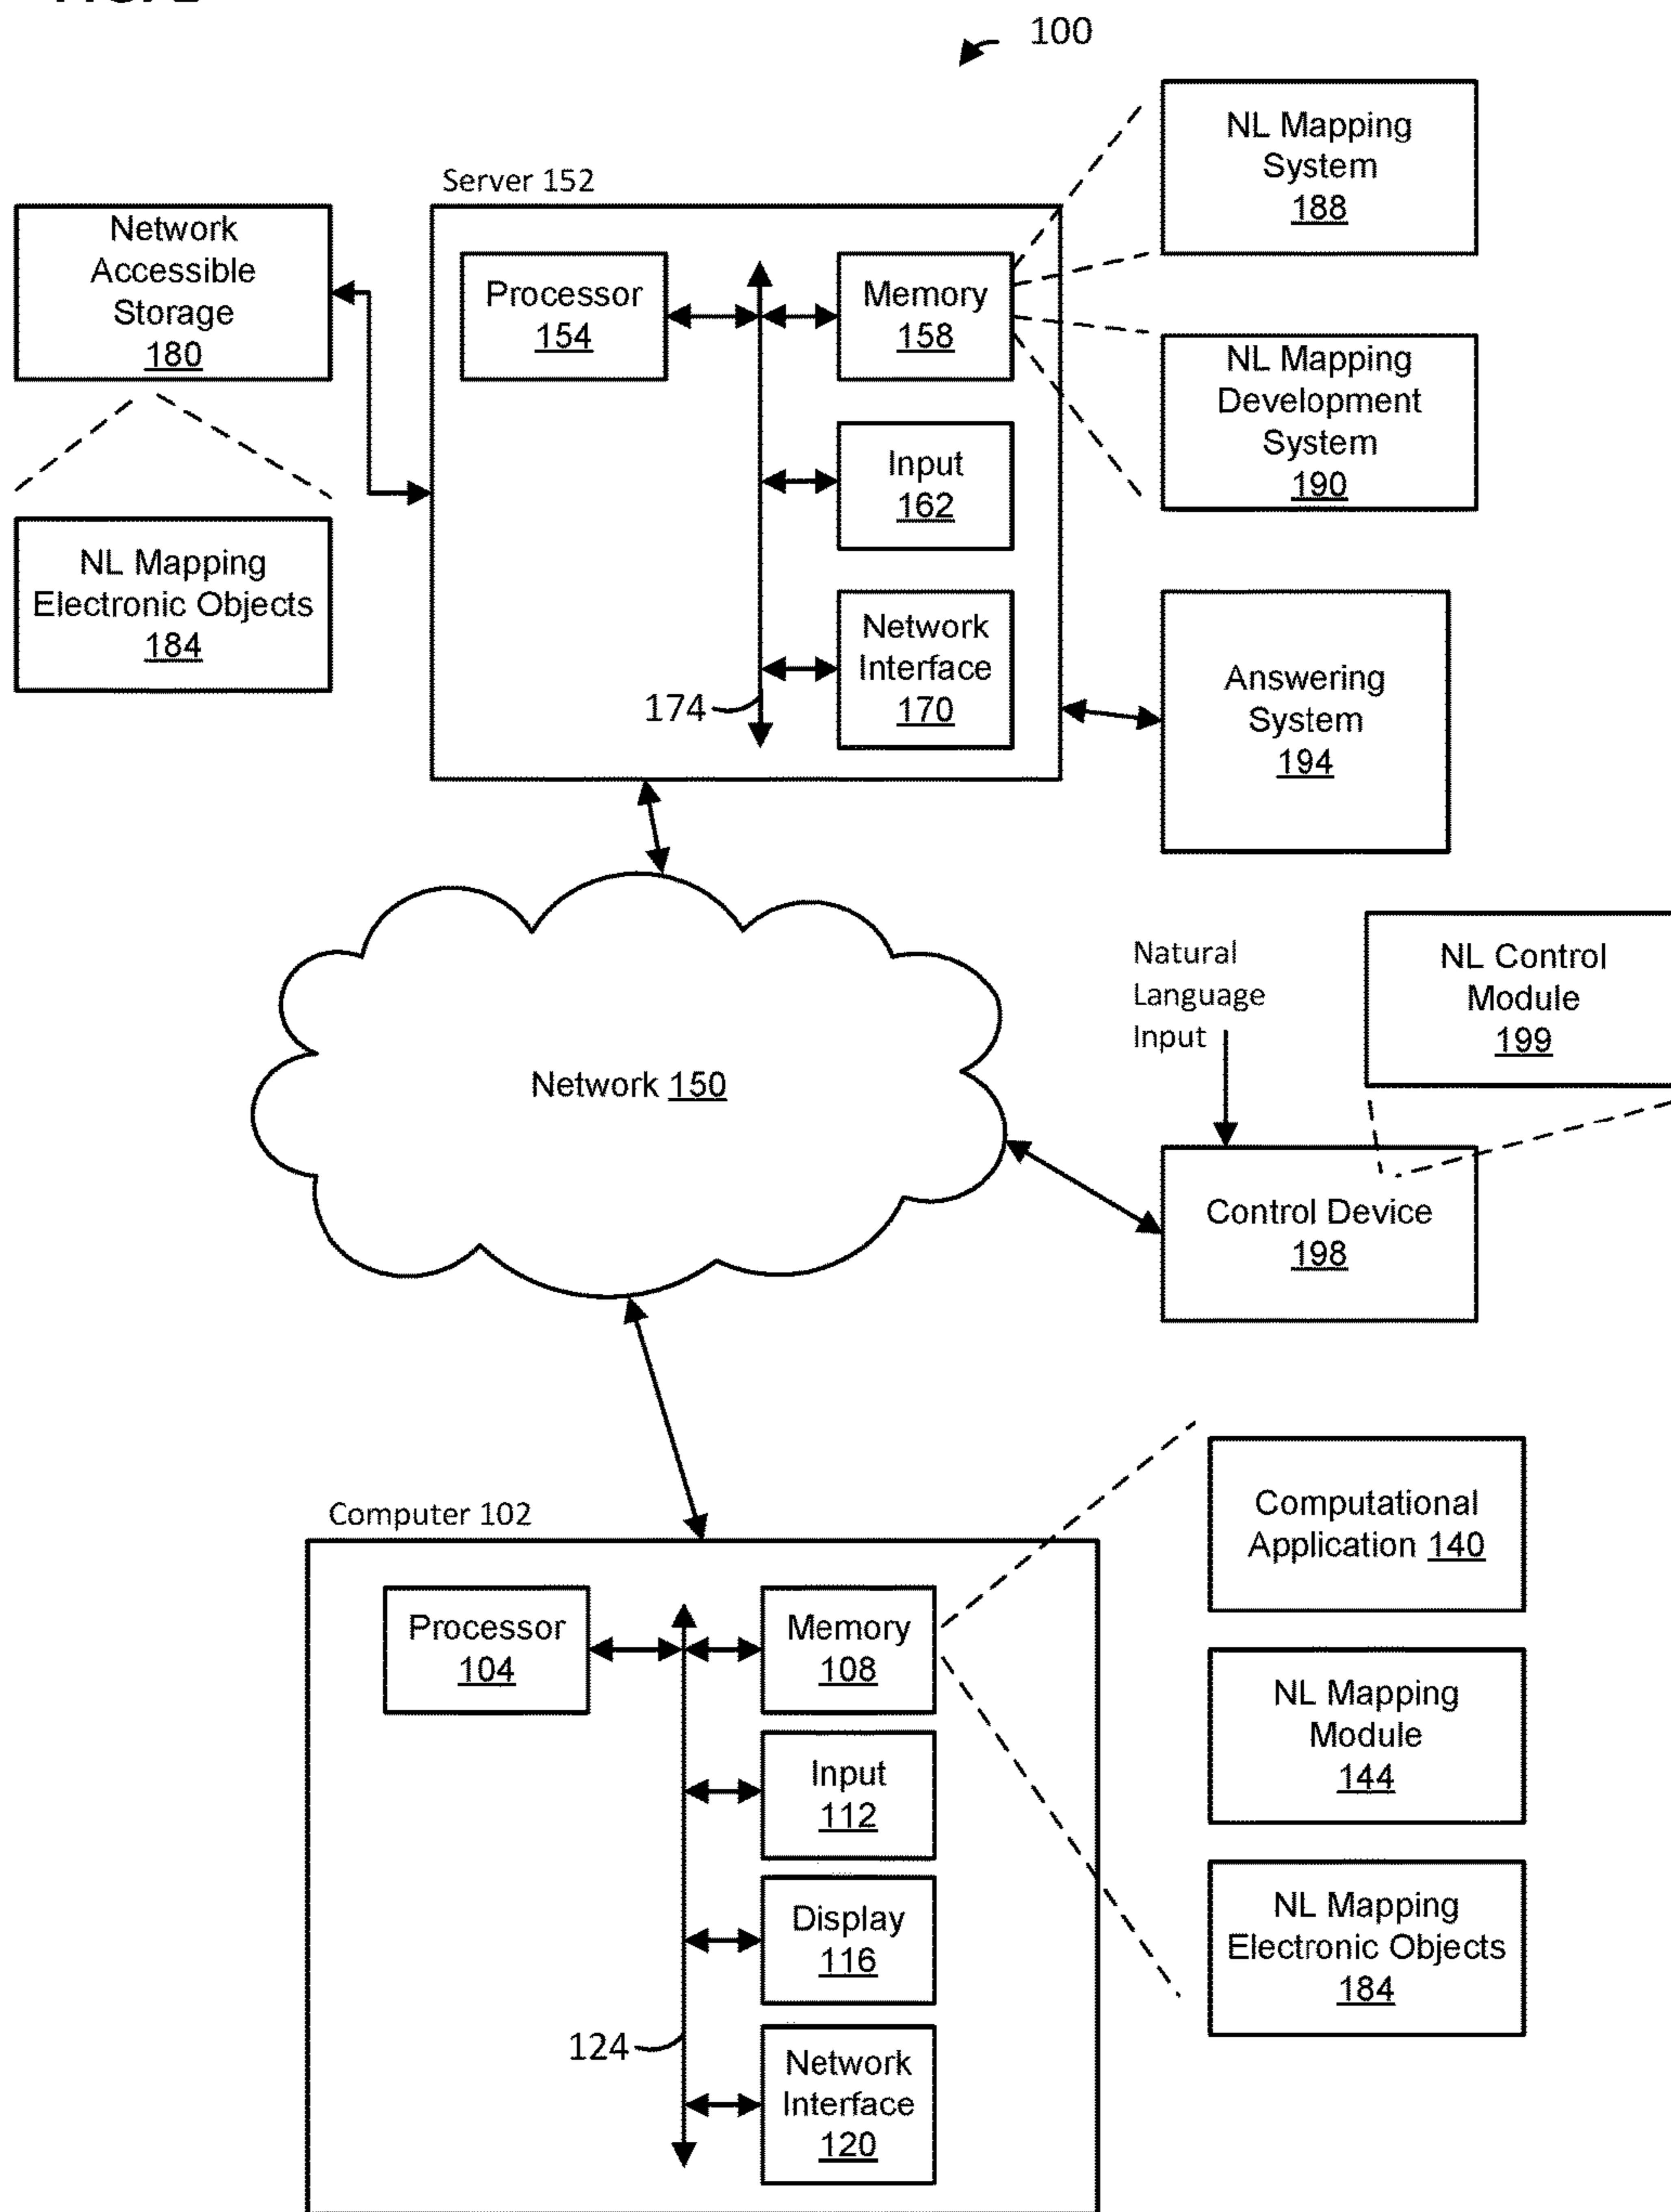 100
NL Mapping
System
188
Server 152
Network
Accessible
Storage
180
Processor
154
Memory
158
NL Mapping
Development
System
190
Input
162
NL Mapping
Electronic Objects
184
Network
Interface
170
174
Answering
System
194
Natural
Language
Input
NL Control
Module
199
Network 150
Control Device
198
Computer 102
Computational
Application 140
Processor
104
Memory
108
NL Mapping
Module
144
Input
112
Display
116
NL Mapping
Electronic Objects
184
124
Network
Interface
120